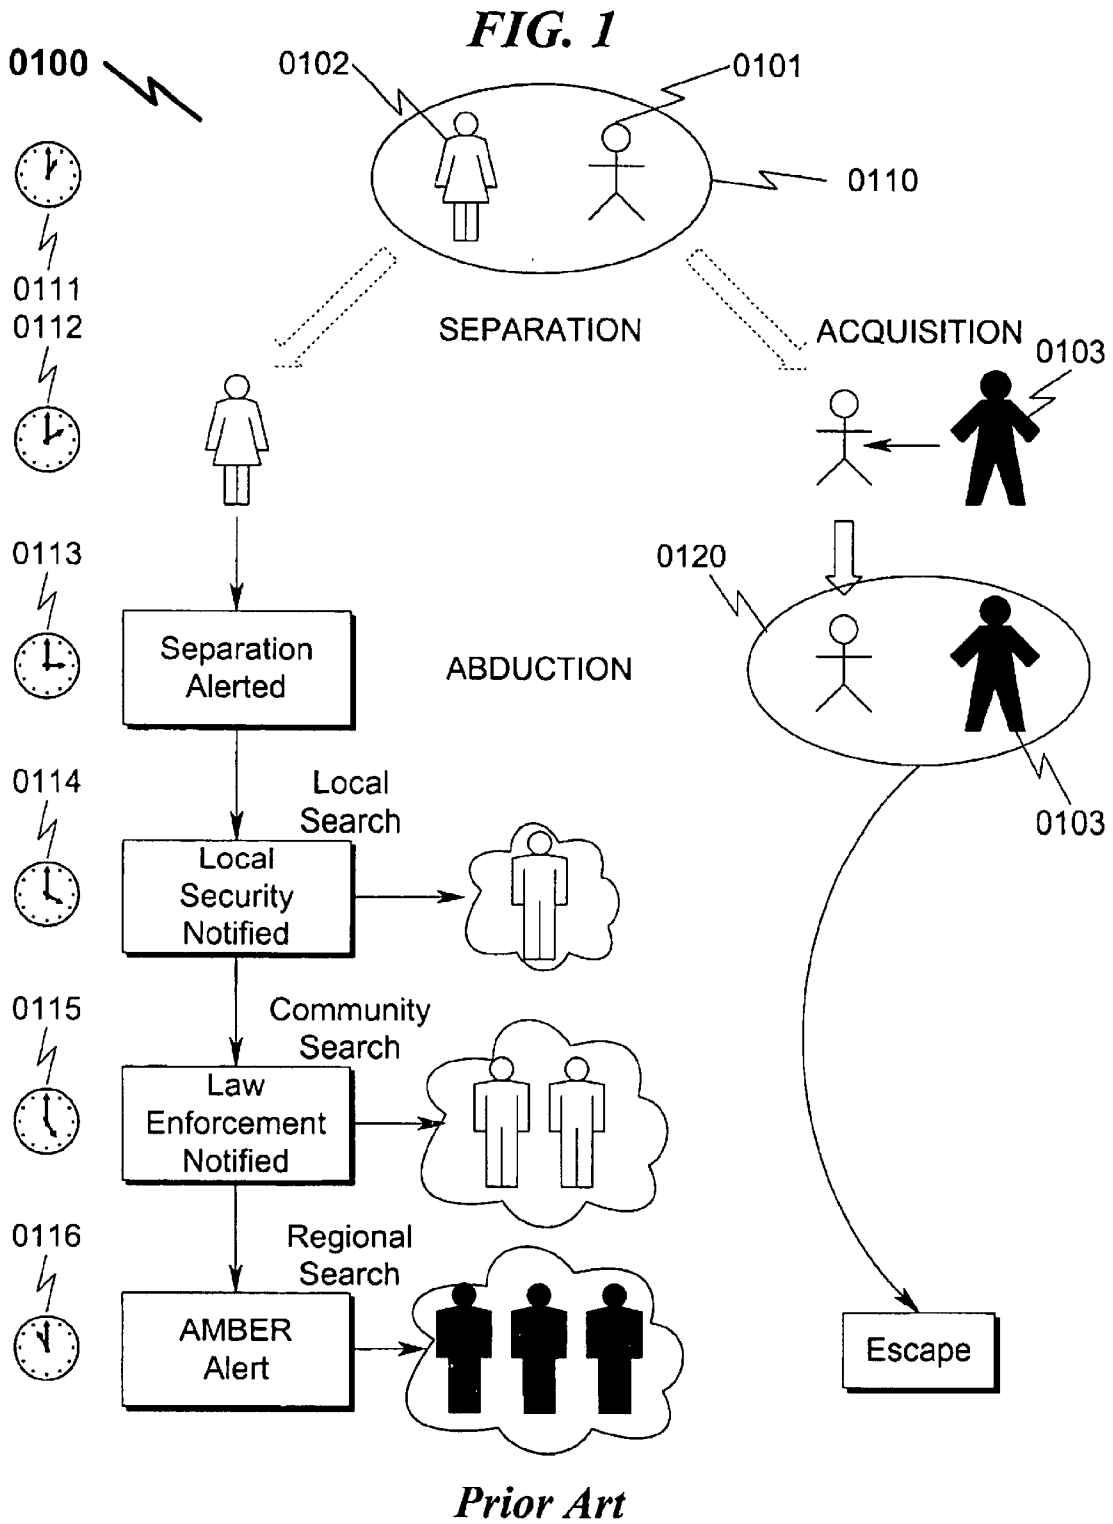 FIG. 1
0100
0102
0101
0110
0111
0112
SEPARATION
ACQUISITION
0103
0113
0120
Separation
Alerted
ABDUCTION
0114
Local
Search
0103
Local
Security
Notified
0115
Community
Search
Law
Enforcement
Notified
0116
Regional
Search
AMBER
Alert
Escape
Prior Art